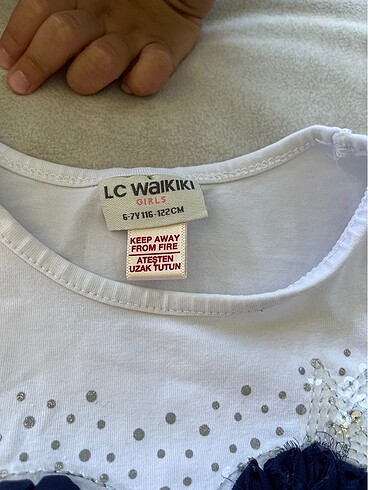 LC WAIKIKI
GIRLS
6-7Y 116-122CM
KEEP AWAY
FROM FIRE
ATEŞTEN
UZAK TUTUN